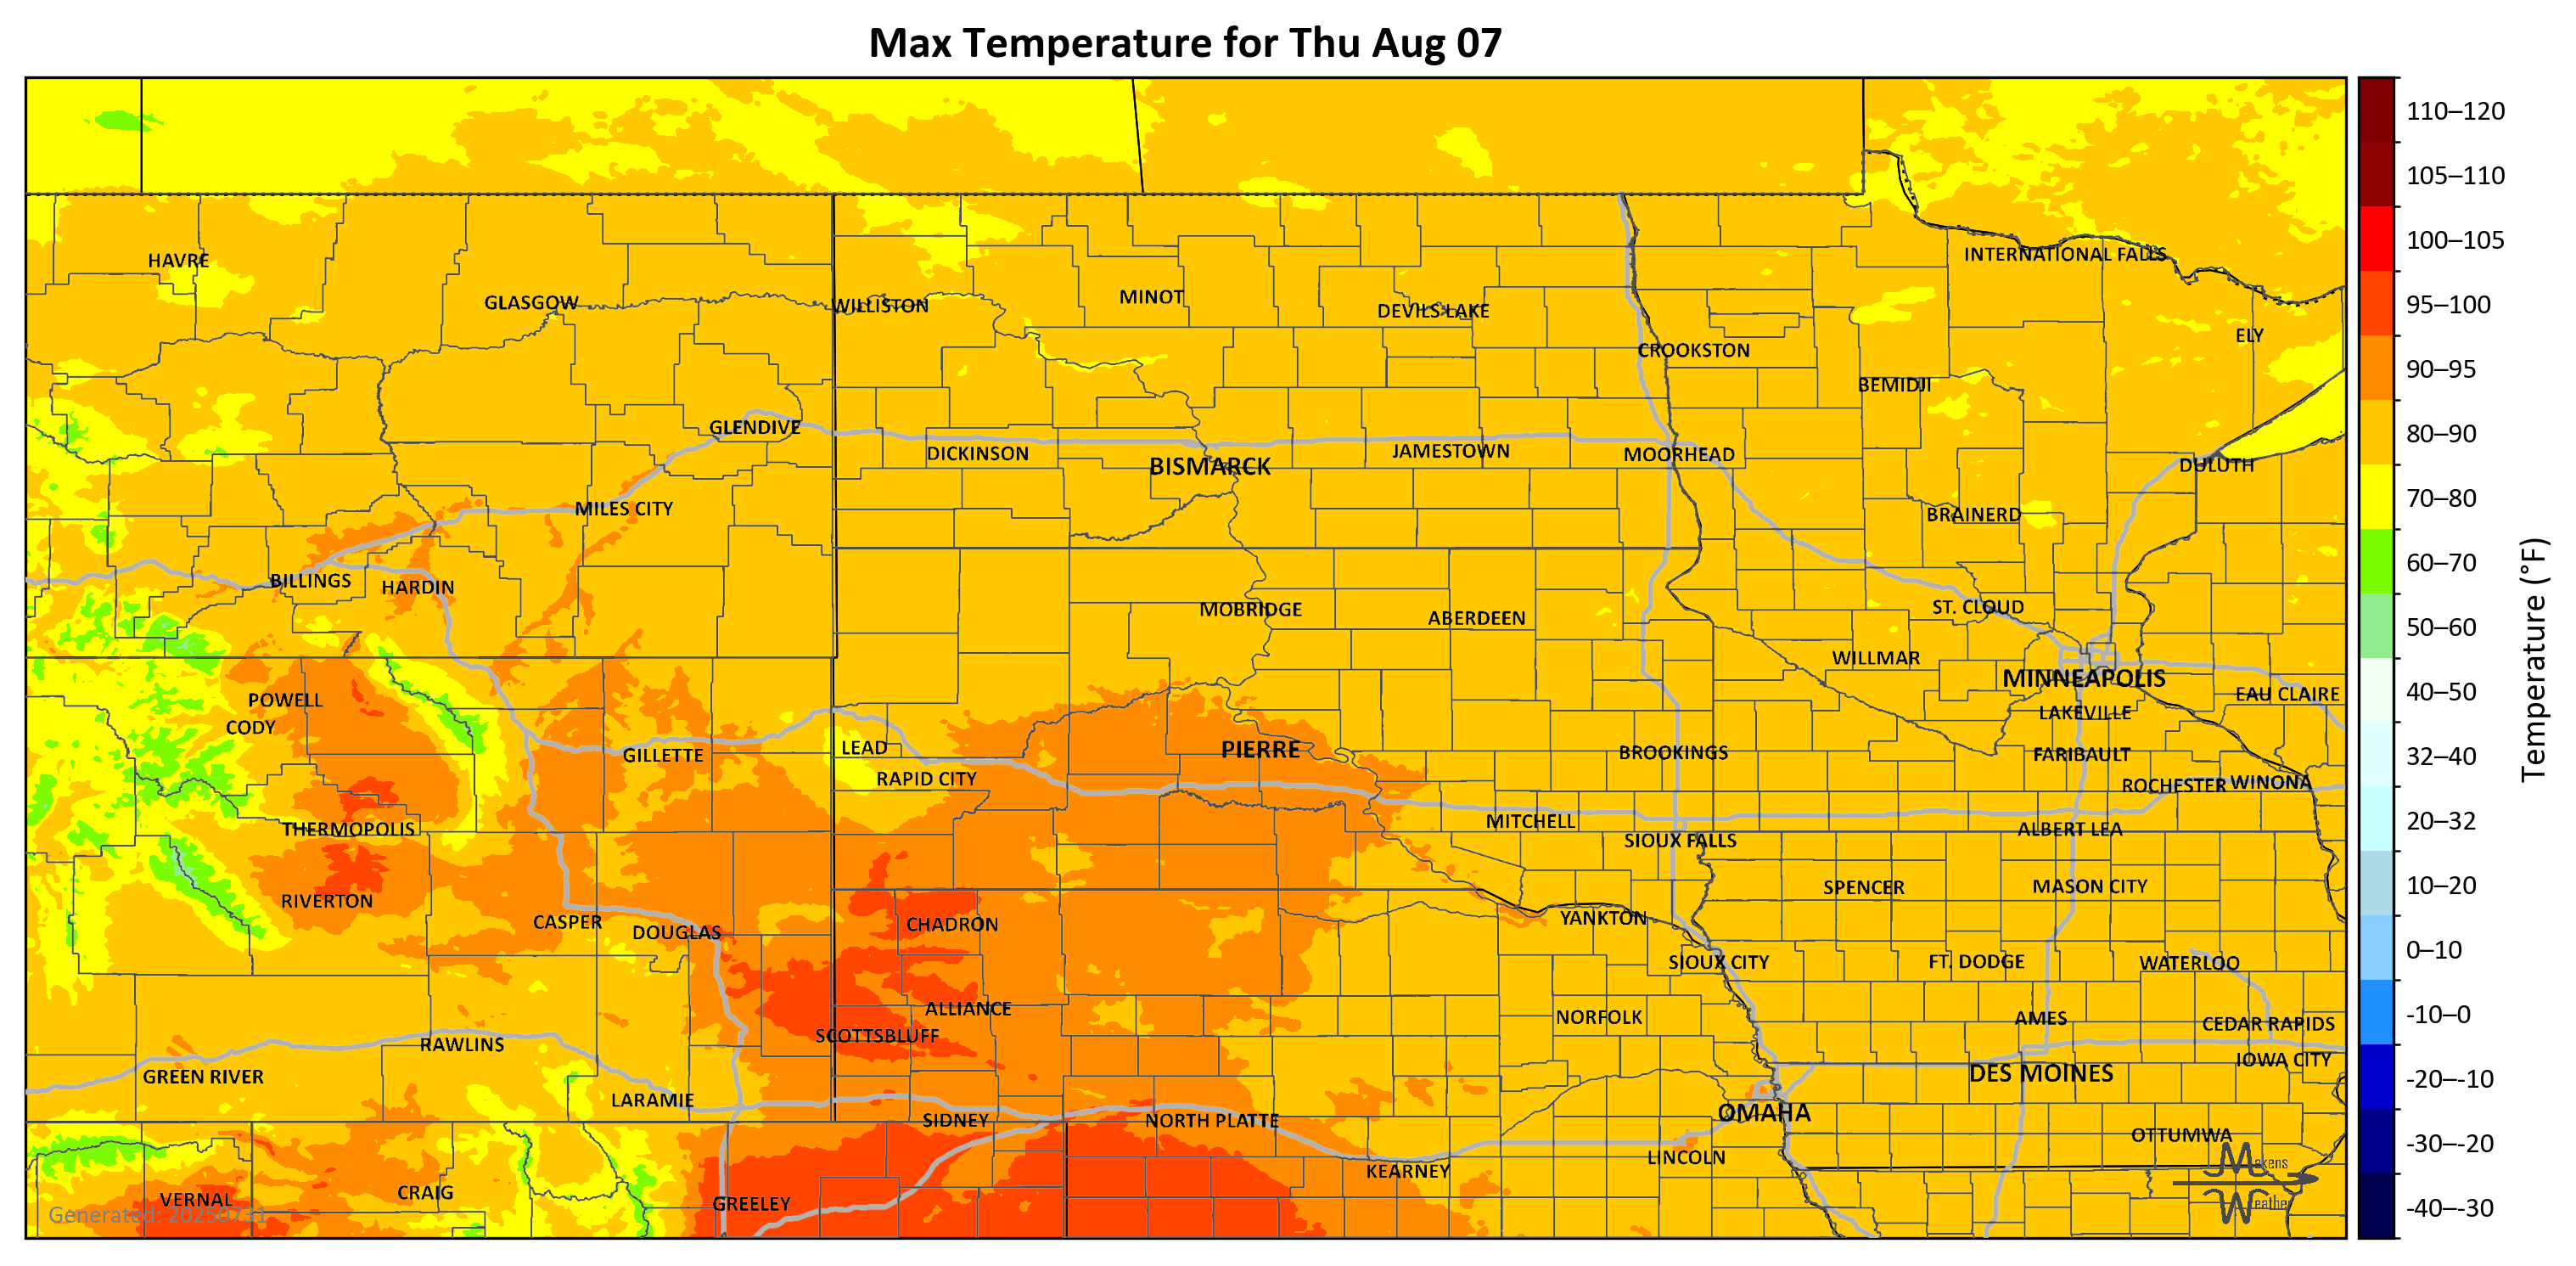 Max Temperature for Thu Aug 07
110–120
105–110
100–105
95–100
90–95
80–90
70–80
60–70
50–60
40–50
32–40
20–32
10–20
0–10
-10–0
-20–-10
-30–-20
-40–-30
Temperature (°F)
INTERNATIONAL FALLS
HAVRE
GLASGOW
WILLISTON
MINOT
DEVILS LAKE
ELY
CROOKSTON
BEMIDJI
GLENDIVE
DICKINSON
BISMARCK
JAMESTOWN
MOORHEAD
DULUTH
MILES CITY
BRAINERD
BILLINGS
HARDIN
MOBRIDGE
ABERDEEN
ST. CLOUD
WILLMAR
MINNEAPOLIS
EAU CLAIRE
POWELL
CODY
LAKEVILLE
GILLETTE
LEAD
PIERRE
BROOKINGS
FARIBAULT
RAPID CITY
ROCHESTER
WINONA
THERMOPOLIS
MITCHELL
SIOUX FALLS
ALBERT LEA
RIVERTON
SPENCER
MASON CITY
CASPER
DOUGLAS
CHADRON
YANKTON
SIOUX CITY
FT. DODGE
WATERLOO
ALLIANCE
SCOTTSBLUFF
NORFOLK
AMES
CEDAR RAPIDS
RAWLINS
IOWA CITY
GREEN RIVER
DES MOINES
LARAMIE
SIDNEY
NORTH PLATTE
OMAHA
OTTUMWA
LINCOLN
KEARNEY
VERNAL
CRAIG
GREELEY
Generated: 20250731
Makens
Weather